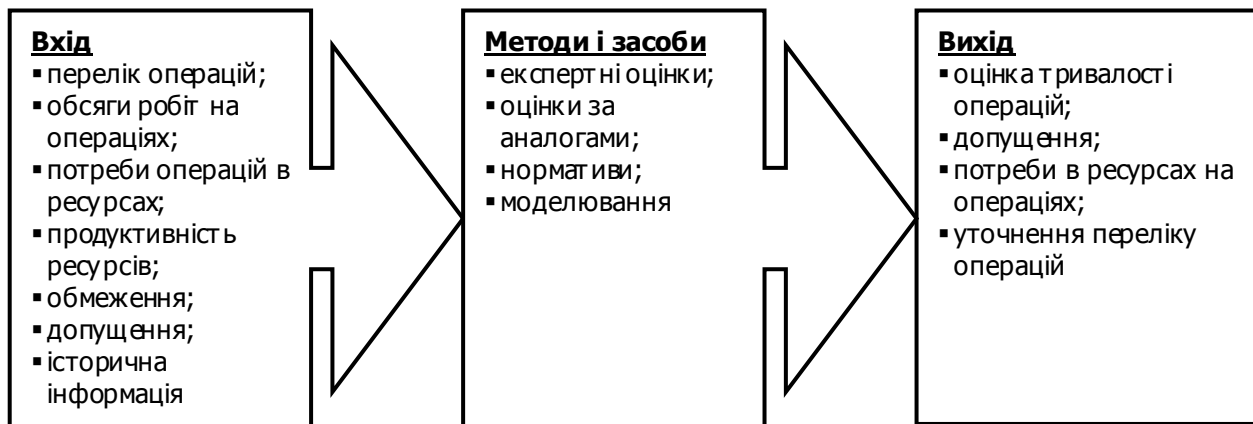 Вхід
▪ перелік операцій;
▪ обсяги робіт на
операціях;
▪ потреби операцій в
ресурсах;
▪ продуктивність
ресурсів;
▪ обмеження;
▪ допущення;
▪ історична
інформація
Методи і засоби
▪ експертні оцінки;
▪ оцінки за
аналогами;
▪ нормативи;
▪ моделювання
Вихід
▪ оцінка тривалості
операцій;
▪ допущення;
▪ потреби в ресурсах на
операціях;
▪ уточнення переліку
операцій